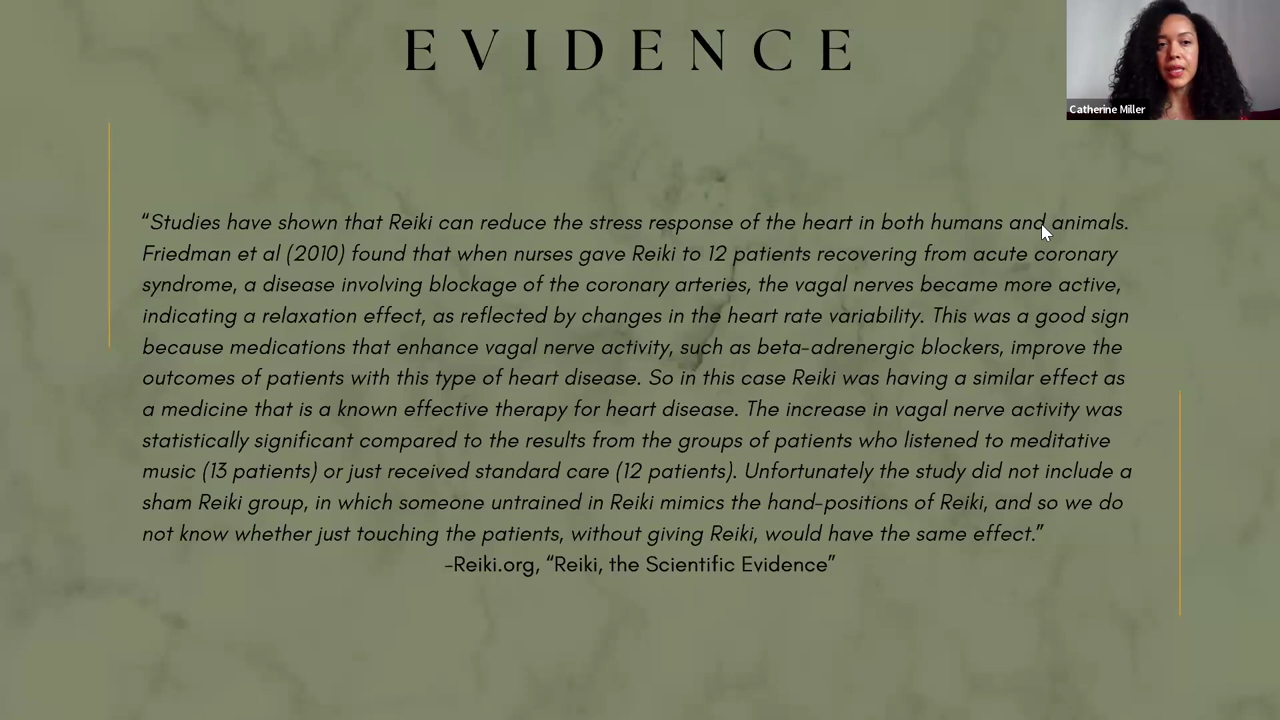 EVIDENCE
Catherine Miller
“Studies have shown that Reiki can reduce the stress response of the heart in both humans and animals.
Friedman et al (2010) found that when nurses gave Reiki to 12 patients recovering from acute coronary
syndrome, a disease involving blockage of the coronary arteries, the vagal nerves became more active,
indicating a relaxation effect, as reflected by changes in the heart rate variability. This was a good sign
because medications that enhance vagal nerve activity, such as beta-adrenergic blockers, improve the
outcomes of patients with this type of heart disease. So in this case Reiki was having a similar effect as
a medicine that is a known effective therapy for heart disease. The increase in vagal nerve activity was
statistically significant compared to the results from the groups of patients who listened to meditative
music (13 patients) or just received standard care (12 patients). Unfortunately the study did not include a
sham Reiki group, in which someone untrained in Reiki mimics the hand-positions of Reiki, and so we do
not know whether just touching the patients, without giving Reiki, would have the same effect.”
-Reiki.org, “Reiki, the Scientific Evidence”